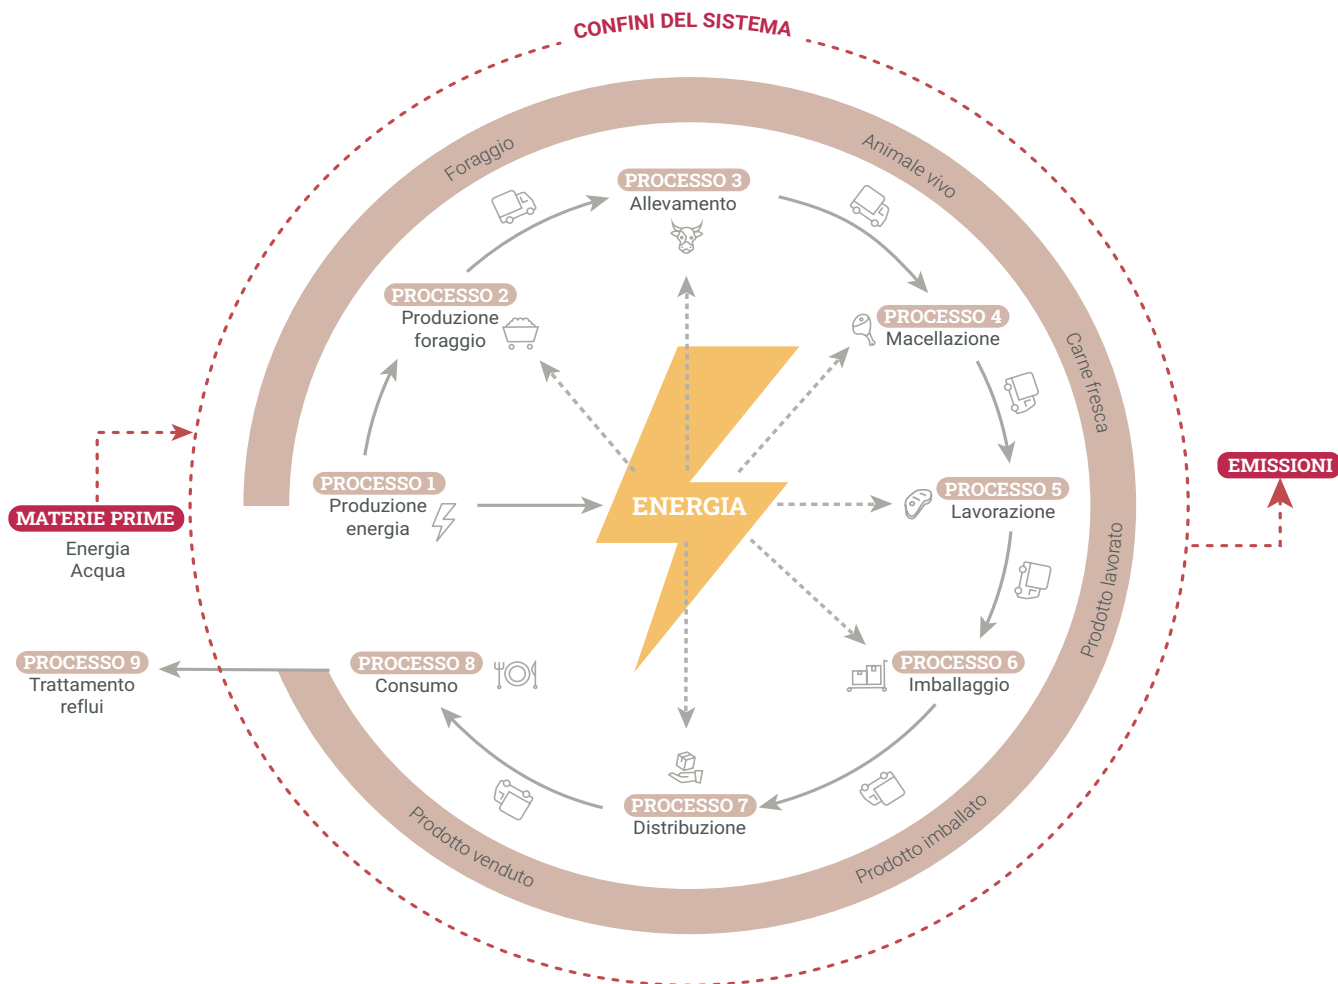 CONFINI DEL SISTEMA
Foraggio
Animale vivo
Carne fresca
Prodotto lavorato
Prodotto imballato
Prodotto venduto
PROCESSO 1
Produzione
energia
PROCESSO 2
Produzione
foraggio
PROCESSO 3
Allevamento
PROCESSO 4
Macellazione
PROCESSO 5
Lavorazione
PROCESSO 6
Imballaggio
PROCESSO 7
Distribuzione
PROCESSO 8
Consumo
PROCESSO 9
Trattamento
reflui
ENERGIA
MATERIE PRIME
Energia
Acqua
EMISSIONI